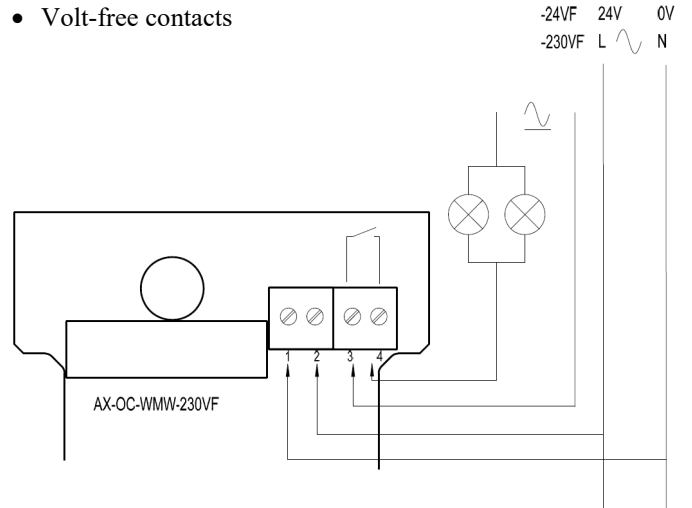 • Volt-free contacts
-24VF 24V 0V
-230VF L N
1 2 3 4
AX-OC-WMW-230VF